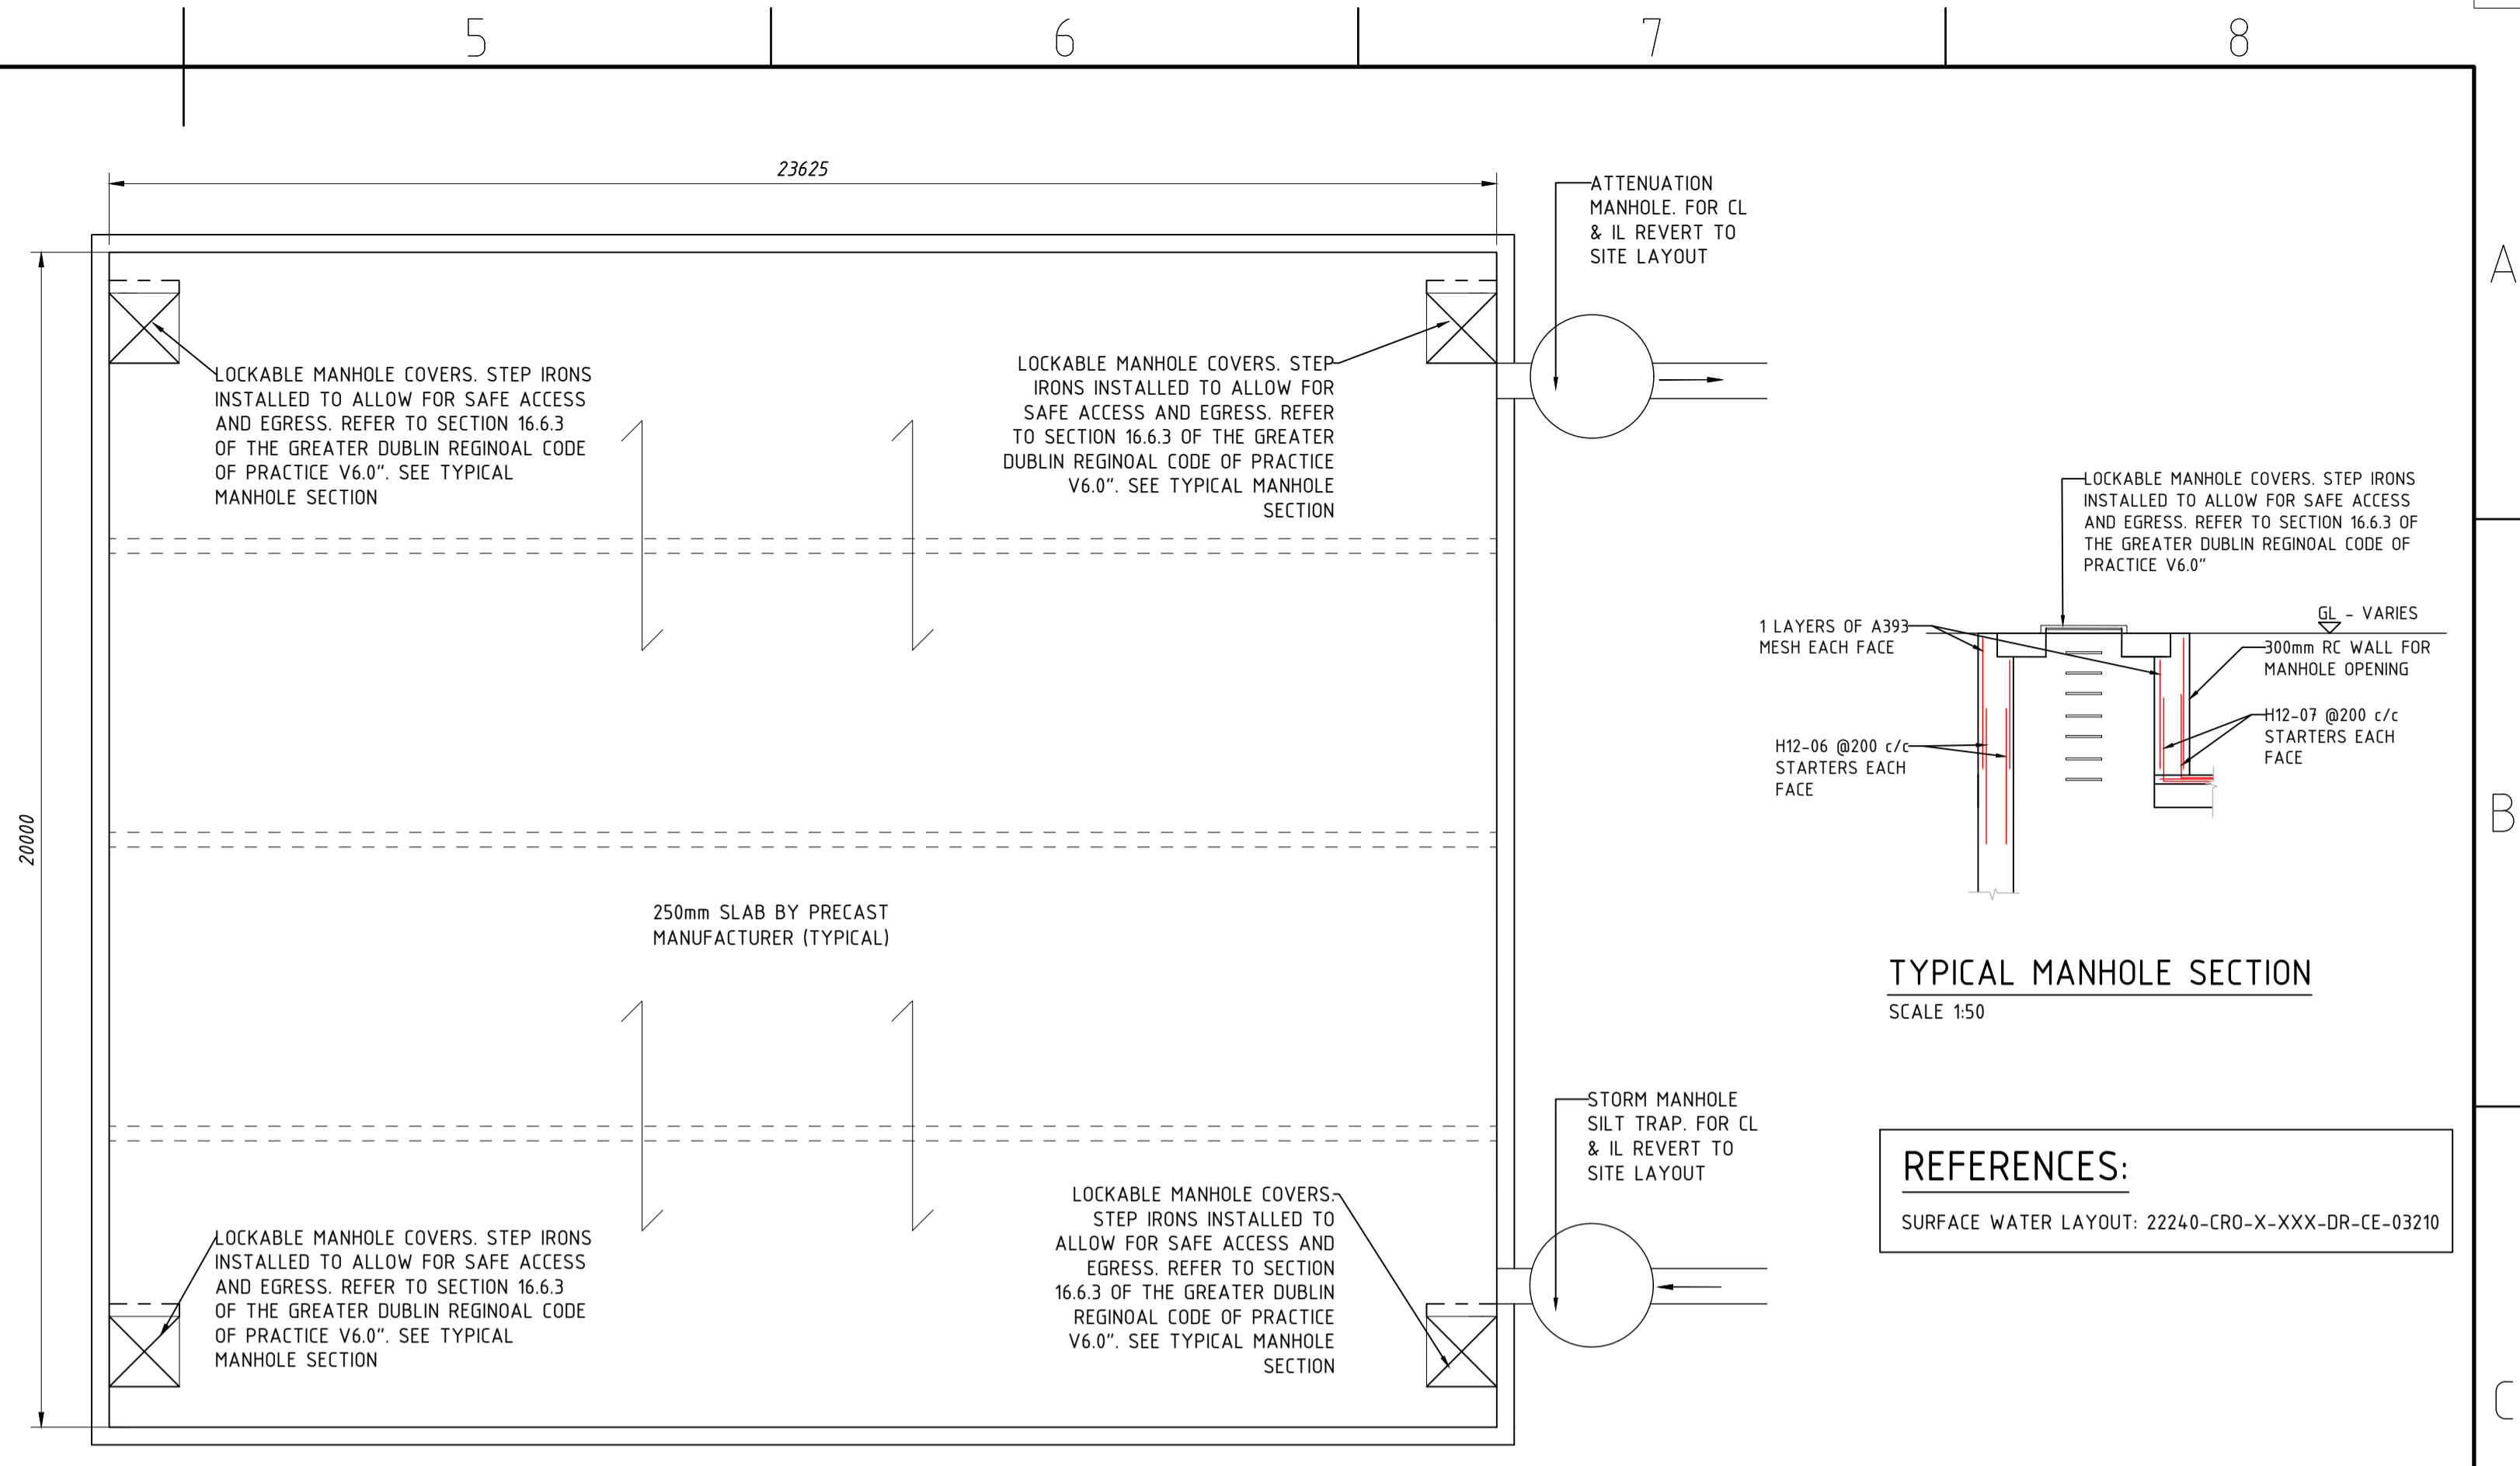 5
6
7
8
23625
ATTENUATION
MANHOLE. FOR CL
& IL REVERT TO
SITE LAYOUT
A
LOCKABLE MANHOLE COVERS. STEP IRONS
INSTALLED TO ALLOW FOR SAFE ACCESS
AND EGRESS. REFER TO SECTION 16.6.3
OF THE GREATER DUBLIN REGINOAL CODE
OF PRACTICE V6.0". SEE TYPICAL
MANHOLE SECTION
LOCKABLE MANHOLE COVERS. STEP
IRONS INSTALLED TO ALLOW FOR
SAFE ACCESS AND EGRESS. REFER
TO SECTION 16.6.3 OF THE GREATER
DUBLIN REGINOAL CODE OF PRACTICE
V6.0". SEE TYPICAL MANHOLE
SECTION
LOCKABLE MANHOLE COVERS. STEP IRONS
INSTALLED TO ALLOW FOR SAFE ACCESS
AND EGRESS. REFER TO SECTION 16.6.3 OF
THE GREATER DUBLIN REGINOAL CODE OF
PRACTICE V6.0"
GL - VARIES
1 LAYERS OF A393
MESH EACH FACE
300mm RC WALL FOR
MANHOLE OPENING
H12-07 @200 c/c
STARTERS EACH
FACE
H12-06 @200 c/c
STARTERS EACH
FACE
B
20000
250mm SLAB BY PRECAST
MANUFACTURER (TYPICAL)
TYPICAL MANHOLE SECTION
SCALE 1:50
STORM MANHOLE
SILT TRAP. FOR CL
& IL REVERT TO
SITE LAYOUT
REFERENCES:
SURFACE WATER LAYOUT: 22240-CRO-X-XXX-DR-CE-03210
LOCKABLE MANHOLE COVERS. STEP IRONS
INSTALLED TO ALLOW FOR SAFE ACCESS
AND EGRESS. REFER TO SECTION 16.6.3
OF THE GREATER DUBLIN REGINOAL CODE
OF PRACTICE V6.0". SEE TYPICAL
MANHOLE SECTION
LOCKABLE MANHOLE COVERS.
STEP IRONS INSTALLED TO
ALLOW FOR SAFE ACCESS AND
EGRESS. REFER TO SECTION
16.6.3 OF THE GREATER DUBLIN
REGINOAL CODE OF PRACTICE
V6.0". SEE TYPICAL MANHOLE
SECTION
C